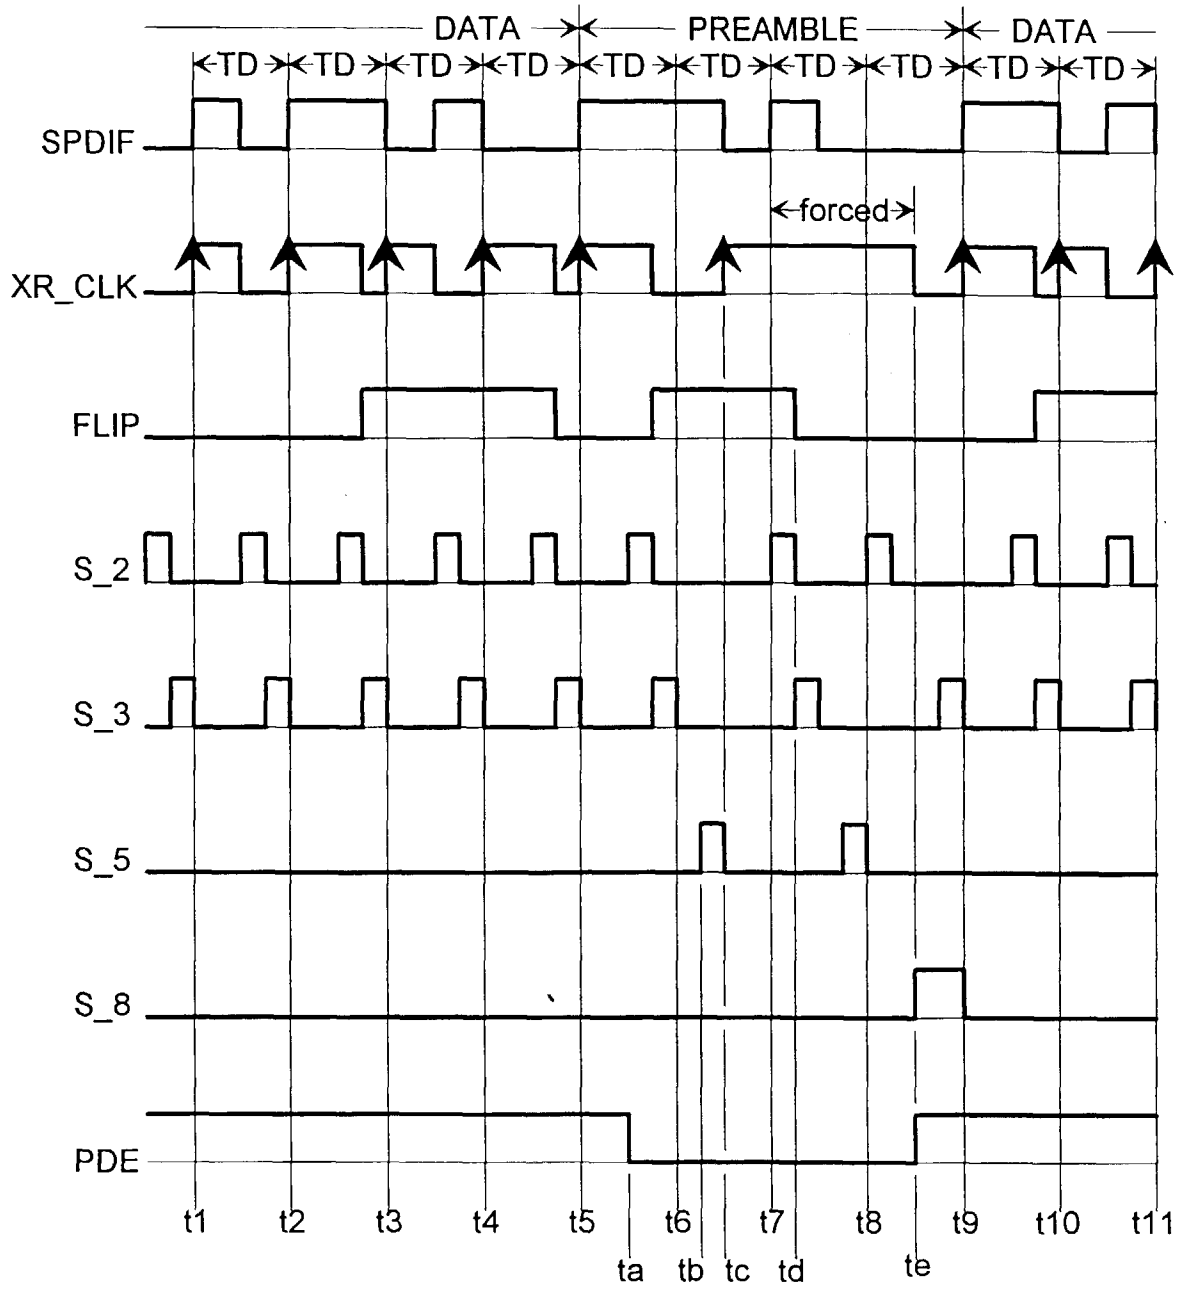 DATA PREAMBLE DATA
TD TD TD TD TD TD TD TD TD TD
SPDIF
forced
XR_CLK
FLIP
S_2
S_3
S_5
S_8
PDE
t1 t2 t3 t4 t5 t6 t7 t8 t9 t10 t11
ta tb tc td te